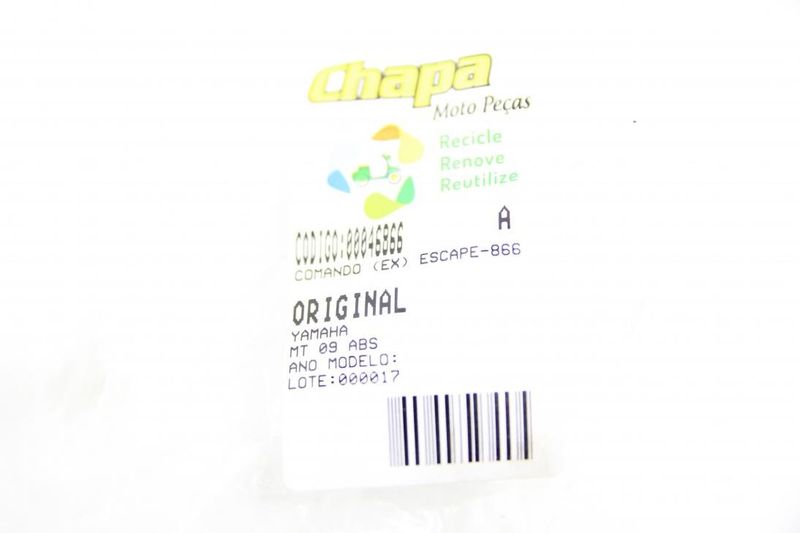 Chapa
Moto Peças
Recicle
Renove
Reutilize
CODIGO:00046866 A
COMANDO (EX) ESCAPE-866
ORIGINAL
YAMAHA
MT 09 ABS
ANO MODELO:
LOTE:000017